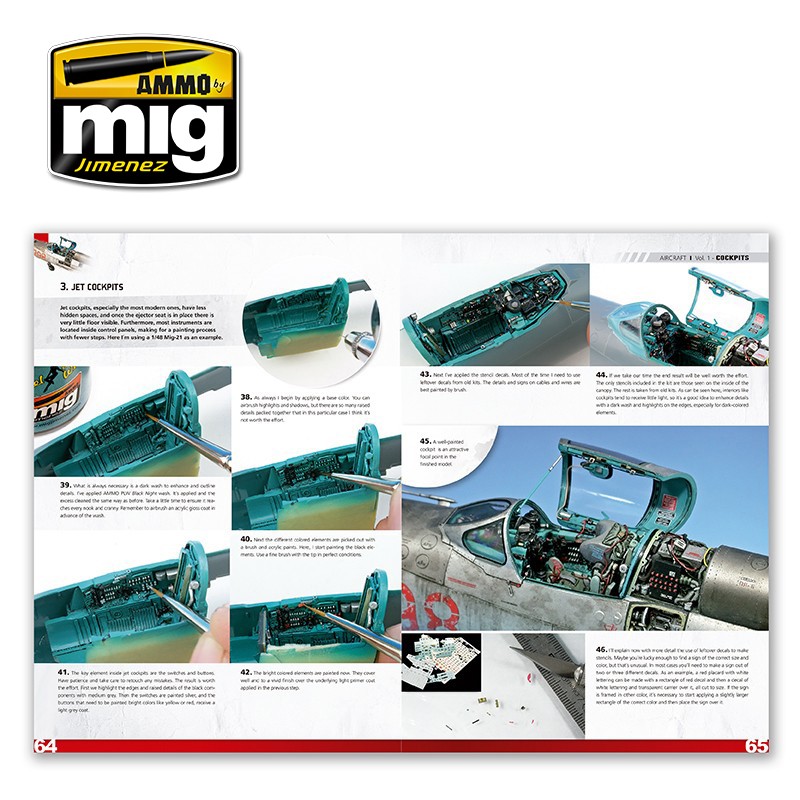 AMMO by
mig
Jimenez
AIRCRAFT I Vol. 1 - COCKPITS
3. JET COCKPITS
Jet cockpits, especially the most modern ones, have less
hidden spaces, and once the ejector seat is in place there is
very little floor visible. Furthermore, most instruments are
located inside control panels, making for a painting process
with fewer steps. Here I'm using a 1/48 Mig-21 as an example.
mig
38. As always I begin by applying a base color. You can
airbrush highlights and shadows, but there are so many raised
details packed together that in this particular case I think it's
not worth the effort.
39. What is always necessary is a dark wash to enhance and outline
details. I've applied AMMO PLW Black Night wash. It's applied and the
excess cleaned the same way as before. Take a little time to ensure it rea-
ches every nook and cranny. Remember to airbrush an acrylic gloss coat in
advance of the wash.
40. Next the different colored elements are picked out with
a brush and acrylic paints. Here, I start painting the black ele-
ments. Use a fine brush with the tip in perfect conditions.
41. The key element inside jet cockpits are the switches and buttons.
Have patience and take care to retouch any mistakes. The result is worth
the effort. First we highlight the edges and raised details of the black com-
ponents with medium grey. Then the switches are painted silver, and the
buttons that need to be painted bright colors like yellow or red, receive a
light grey coat.
42. The bright colored elements are painted now. They cover
well and to a vivid finish over the underlying light primer coat
applied in the previous step.
43. Next I've applied the stencil decals. Most of the time I need to use
leftover decals from old kits. The details and signs on cables and wires are
best painted by brush.
44. If we take our time the end result will be well worth the effort.
The only stencils included in the kit are those seen on the inside of the
canopy. The rest is taken from old kits. As can be seen here, interiors like
cockpits tend to receive little light, so it's a good idea to enhance details
with a dark wash and highlights on the edges, especially for dark-colored
elements.
45. A well-painted
cockpit is an attractive
focal point in the
finished model.
46. I'll explain now with more detail the use of leftover decals to make
stencils. Maybe you're lucky enough to find a sign of the correct size and
color, but that's unusual. In most cases you'll need to make a sign out of
two or three different decals. As an example, a red placard with white
lettering can be made with a rectangle of red decal and then a decal of
white lettering and transparent carrier over it, all cut to size. If the sign
is framed in other color, it's necessary to start applying a slightly larger
rectangle of the correct color and then place the sign over it.
64
65